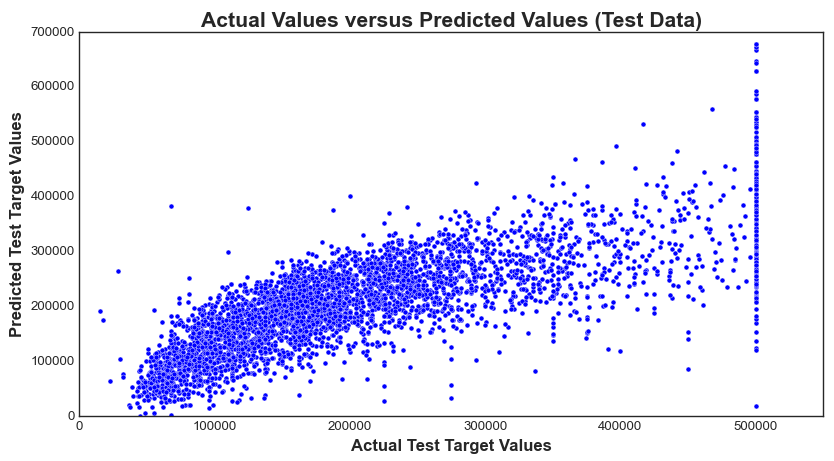 Actual Values versus Predicted Values (Test Data)
700000
600000
500000
400000
300000
200000
100000
0
Predicted Test Target Values
0 100000 200000 300000 400000 500000
Actual Test Target Values